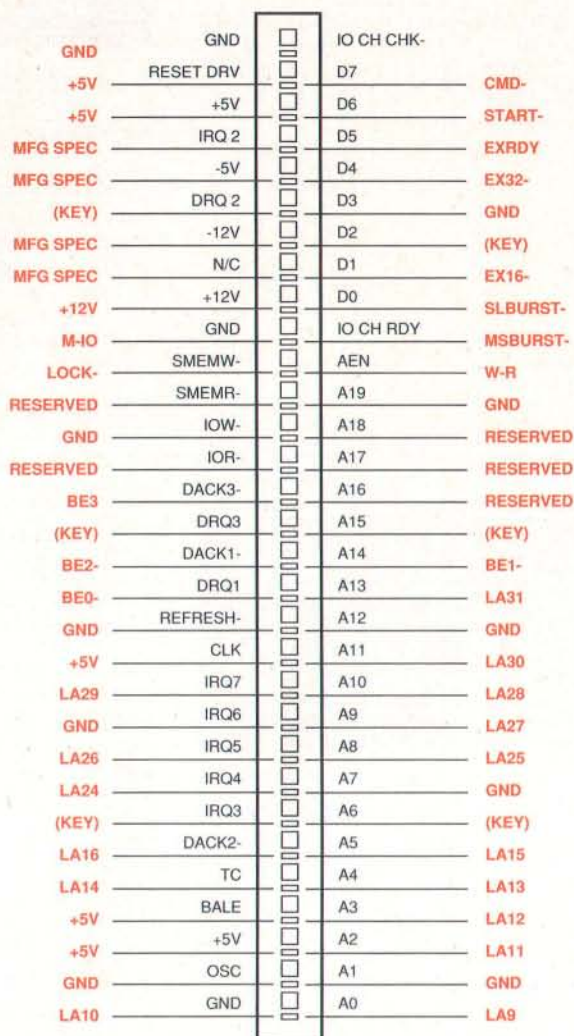 GND IO CH CHK-
GND
RESET DRV D7
+5V CMD-
+5V D6
+5V START-
IRQ 2 D5
MFG SPEC EXRDY
-5V D4
MFG SPEC EX32-
DRQ 2 D3
(KEY) GND
-12V D2
MFG SPEC (KEY)
N/C D1
MFG SPEC EX16-
+12V D0
+12V SLBURST-
GND IO CH RDY
M-IO MSBURST-
SMEMW- AEN
LOCK- W-R
SMEMR- A19
RESERVED GND
IOW- A18
GND RESERVED
IOR- A17
RESERVED RESERVED
DACK3- A16
BE3 RESERVED
DRQ3 A15
(KEY) (KEY)
DACK1- A14
BE2- BE1-
DRQ1 A13
BE0- LA31
REFRESH- A12
GND GND
CLK A11
+5V LA30
IRQ7 A10
LA29 LA28
IRQ6 A9
GND LA27
IRQ5 A8
LA26 LA25
IRQ4 A7
LA24 GND
IRQ3 A6
(KEY) (KEY)
DACK2- A5
LA16 LA15
TC A4
LA14 LA13
BALE A3
+5V LA12
+5V A2
+5V LA11
OSC A1
GND GND
GND A0
LA10 LA9